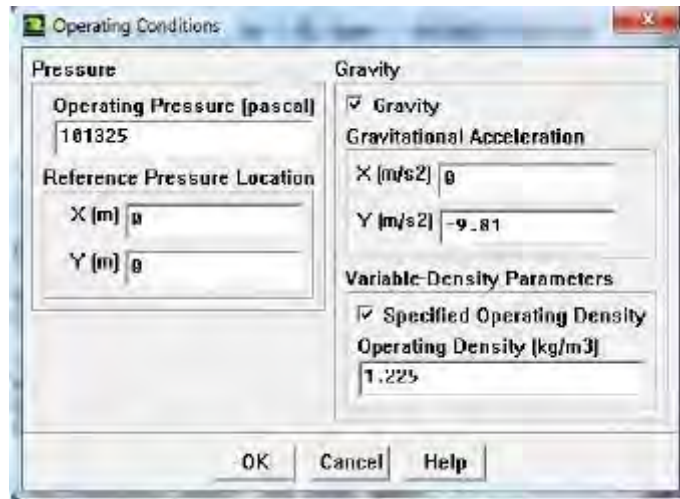 Operating Conditions
Pressure
Operating Pressure (pascal)
101325
Reference Pressure Location
X (m) 0
Y (m) 0
Gravity
Gravity
Gravitational Acceleration
X (m/s2) 0
Y (m/s2) -9.81
Variable-Density Parameters
Specified Operating Density
Operating Density (kg/m3)
1.225
OK Cancel Help